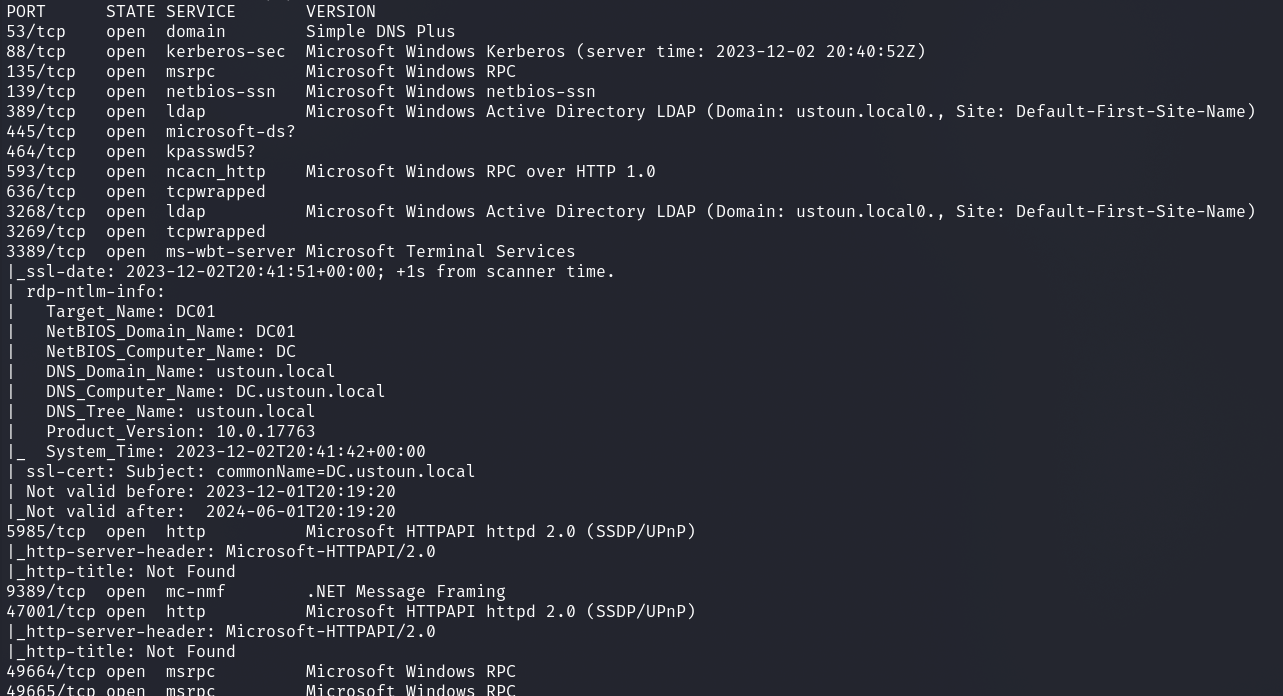 PORT      STATE SERVICE       VERSION
53/tcp    open  domain        Simple DNS Plus
88/tcp    open  kerberos-sec  Microsoft Windows Kerberos (server time: 2023-12-02 20:40:52Z)
135/tcp   open  msrpc         Microsoft Windows RPC
139/tcp   open  netbios-ssn   Microsoft Windows netbios-ssn
389/tcp   open  ldap          Microsoft Windows Active Directory LDAP (Domain: ustoun.local0., Site: Default-First-Site-Name)
445/tcp   open  microsoft-ds?
464/tcp   open  kpasswd5?
593/tcp   open  ncacn_http    Microsoft Windows RPC over HTTP 1.0
636/tcp   open  tcpwrapped
3268/tcp  open  ldap          Microsoft Windows Active Directory LDAP (Domain: ustoun.local0., Site: Default-First-Site-Name)
3269/tcp  open  tcpwrapped
3389/tcp  open  ms-wbt-server Microsoft Terminal Services
|_ssl-date: 2023-12-02T20:41:51+00:00; +1s from scanner time.
| rdp-ntlm-info:
|   Target_Name: DC01
|   NetBIOS_Domain_Name: DC01
|   NetBIOS_Computer_Name: DC
|   DNS_Domain_Name: ustoun.local
|   DNS_Computer_Name: DC.ustoun.local
|   DNS_Tree_Name: ustoun.local
|   Product_Version: 10.0.17763
|_  System_Time: 2023-12-02T20:41:42+00:00
| ssl-cert: Subject: commonName=DC.ustoun.local
| Not valid before: 2023-12-01T20:19:20
|_Not valid after:  2024-06-01T20:19:20
5985/tcp  open  http          Microsoft HTTPAPI httpd 2.0 (SSDP/UPnP)
|_http-server-header: Microsoft-HTTPAPI/2.0
|_http-title: Not Found
9389/tcp  open  mc-nmf        .NET Message Framing
47001/tcp open  http          Microsoft HTTPAPI httpd 2.0 (SSDP/UPnP)
|_http-server-header: Microsoft-HTTPAPI/2.0
|_http-title: Not Found
49664/tcp open  msrpc         Microsoft Windows RPC
49665/tcp open  msrpc         Microsoft Windows RPC